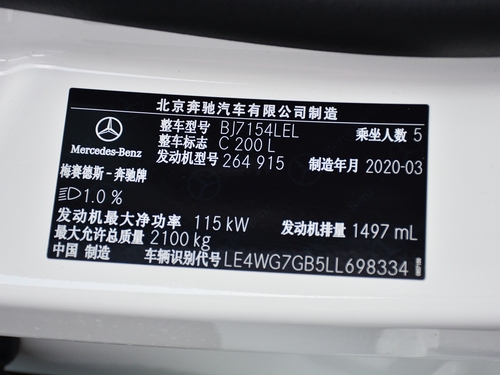 北京奔驰汽车有限公司制造
整车型号 BJ7154LEL 乘坐人数 5
整车标志 C 200 L
发动机型号 264 915 制造年月 2020-03
Mercedes-Benz
梅赛德斯-奔驰牌
1.0 %
发动机最大净功率 115 kW 发动机排量 1497 mL
最大允许总质量 2100 kg
中国 制造 车辆识别代号 LE4WG7GB5LL698334